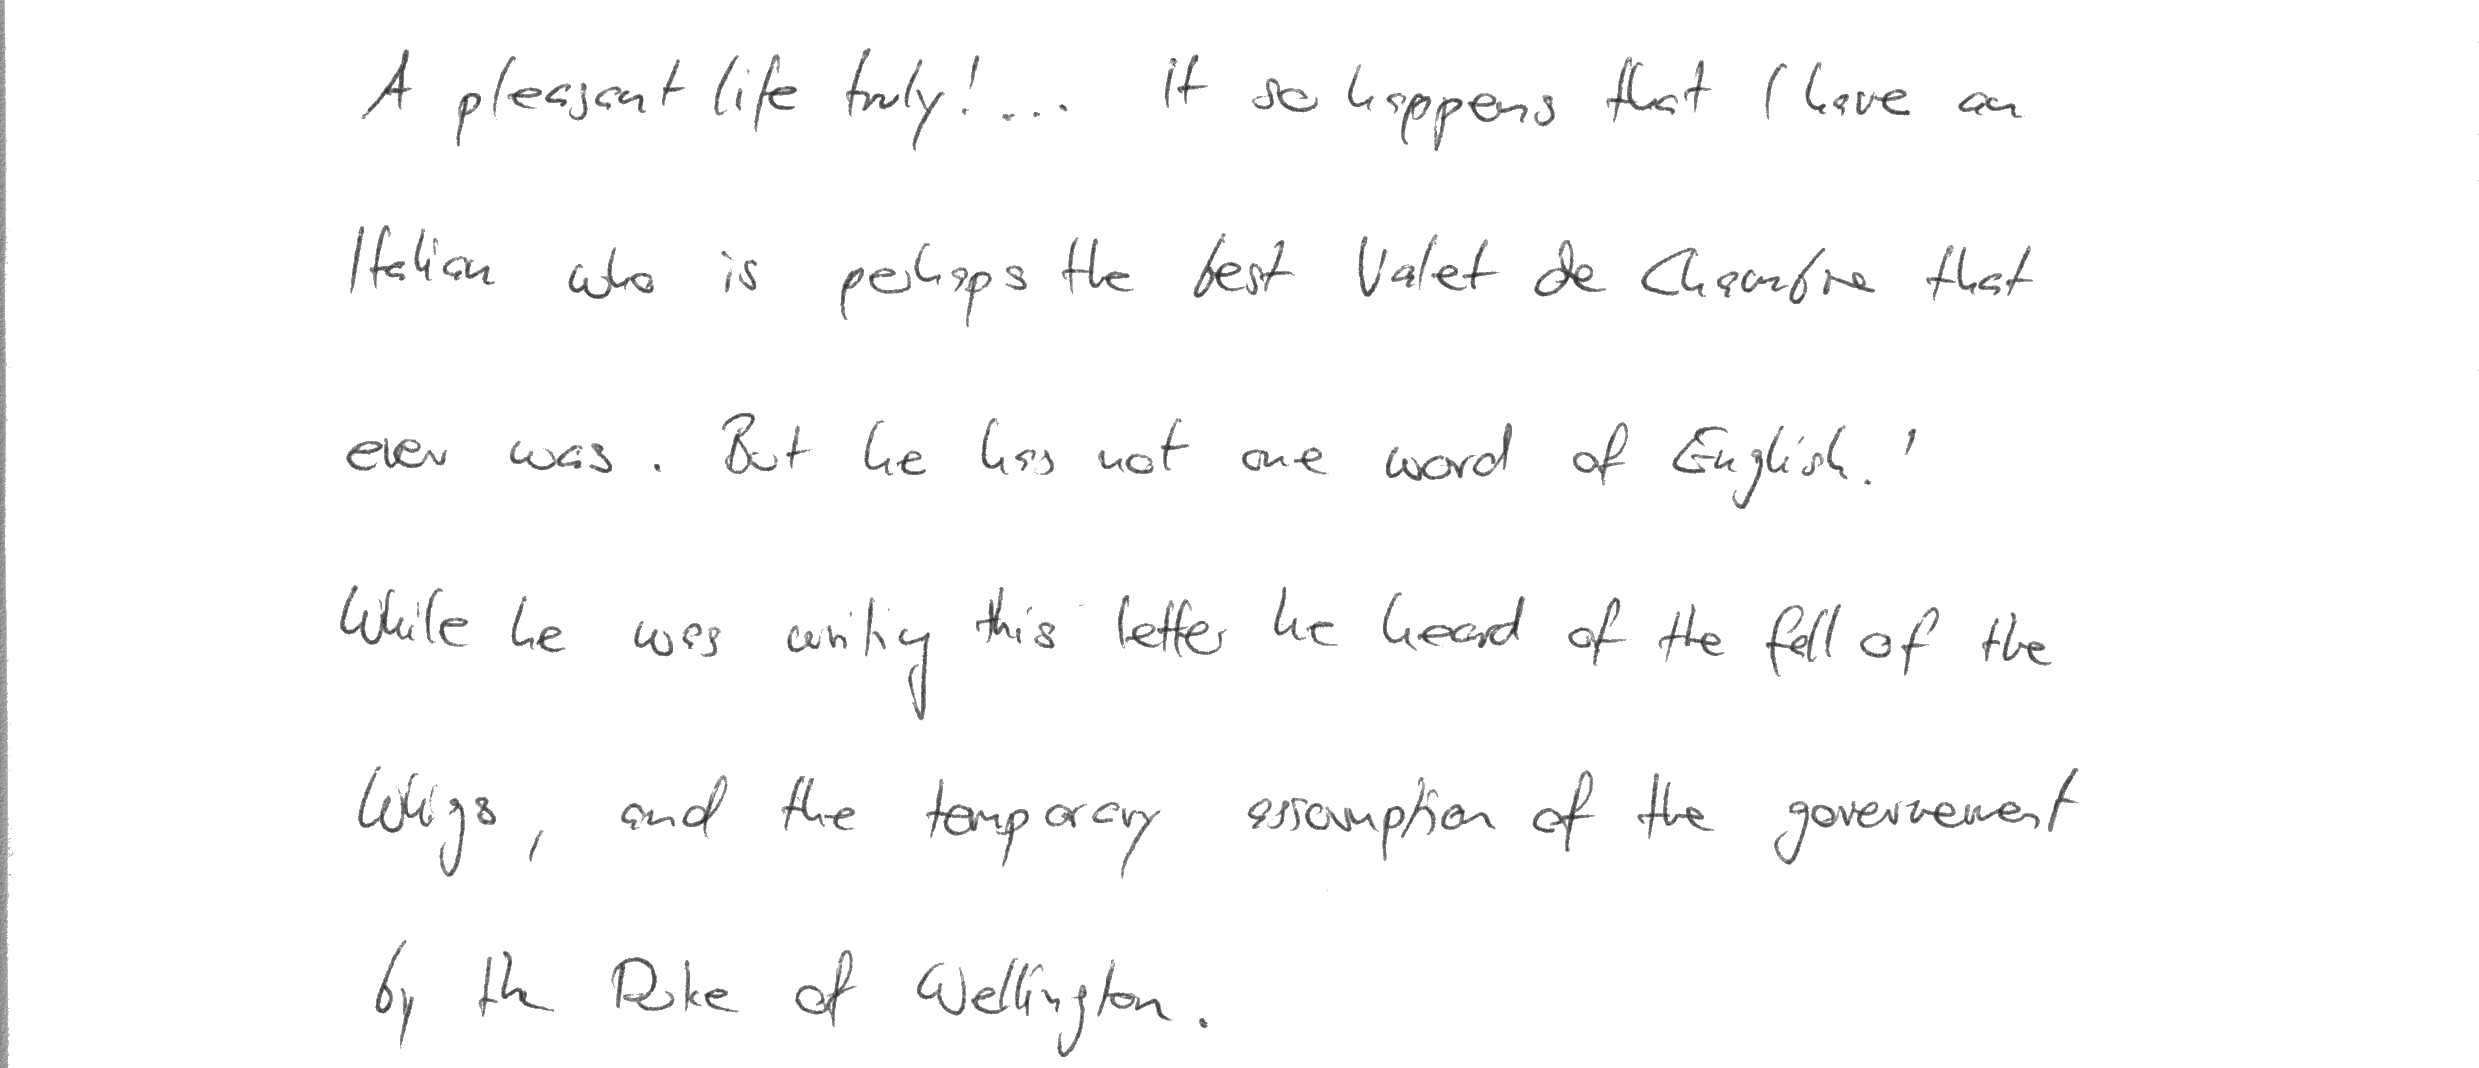 A pleasant life truly!... It so happens that I have an
Italian who is perhaps the best Valet de Chambre that
ever was. But he has not one word of English.'
While he was writing this letter he heard of the fall of the
Whigs, and the temporary assumption of the government
by the Duke of Wellington.